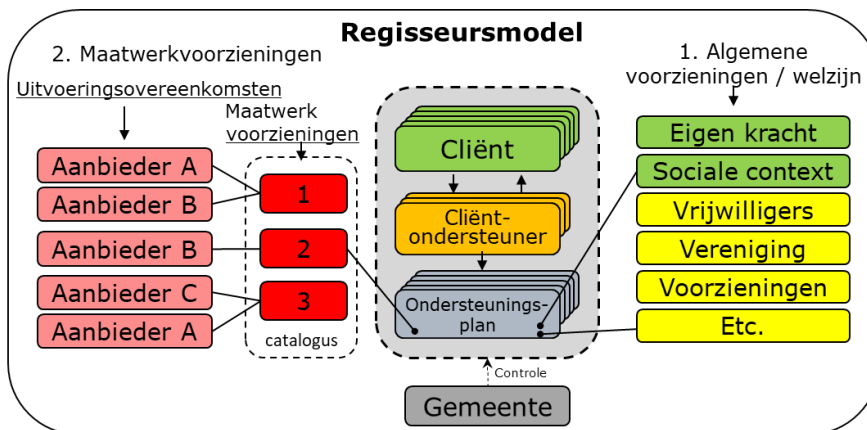 Regisseursmodel
2. Maatwerkvoorzieningen
Uitvoeringsovereenkomsten
Maatwerk
voorzieningen
Aanbieder A
Aanbieder B
Aanbieder B
Aanbieder C
Aanbieder A
1
2
3
catalogus
Cliënt
Cliënt-
ondersteuner
Ondersteunings-
plan
Controle
Gemeente
1. Algemene
voorzieningen / welzijn
Eigen kracht
Sociale context
Vrijwilligers
Vereniging
Voorzieningen
Etc.